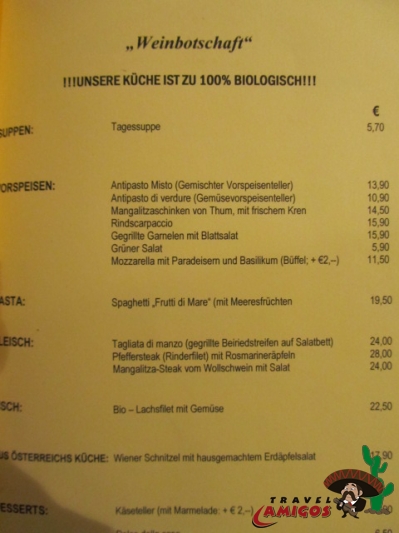 „Weinbotschaft“
!!!UNSERE KÜCHE IST ZU 100% BIOLOGISCH!!!
€
SUPPEN: Tagessuppe 5,70
VORSPEISEN: Antipasto Misto (Gemischter Vorspeisenteller) 13,90
Antipasto di verdure (Gemüsevorspeisenteller) 10,90
Mangalitzaschinken von Thum, mit frischem Kren 14,50
Rindscarpaccio 15,90
Gegrillte Garnelen mit Blattsalat 15,90
Grüner Salat 5,90
Mozzarella mit Paradeisern und Basilikum (Büffel; + €2,–) 11,50
ASTA: Spaghetti „Frutti di Mare“ (mit Meeresfrüchten 19,50
LEISCH: Tagliata di manzo (gegrillte Beiriedstreifen auf Salatbett) 24,00
Pfeffersteak (Rinderfilet) mit Rosmarineräpfeln 28,00
Mangalitza-Steak vom Wollschwein mit Salat 24,00
SCH: Bio – Lachsfilet mit Gemüse 22,50
US ÖSTERREICHS KÜCHE: Wiener Schnitzel mit hausgemachtem Erdäpfelsalat 17,90
DESSERTS: Käseteller (mit Marmelade: + € 2,–)
TRAVEL
AMIGOS